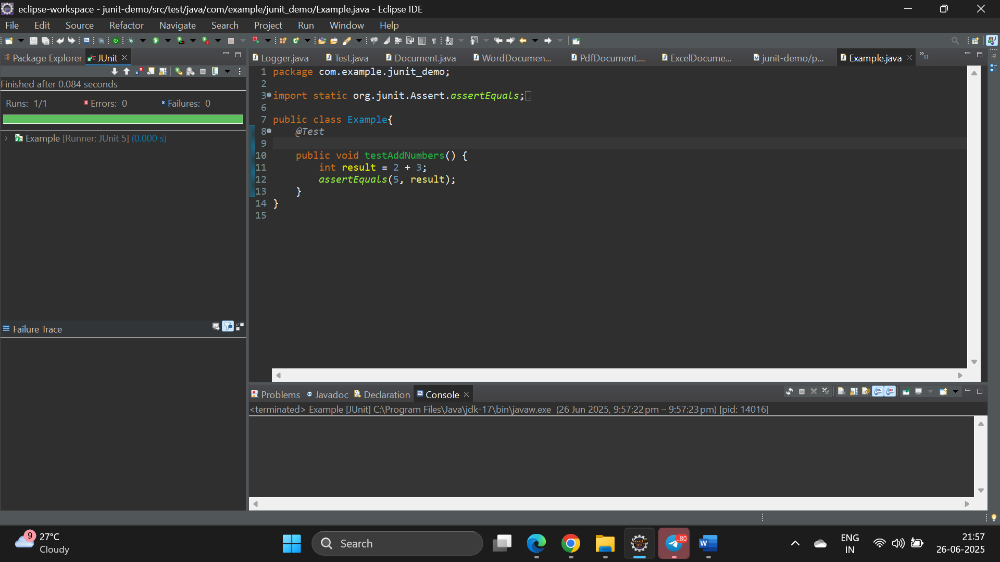 eclipse-workspace - junit-demo/src/test/java/com/example/junit_demo/Example.java - Eclipse IDE
File Edit Source Refactor Navigate Search Project Run Window Help
Package Explorer JUnit
Finished after 0.084 seconds
Runs: 1/1 Errors: 0 Failures: 0
Example [Runner: JUnit 5] (0.000 s)
Failure Trace
Logger.java Test.java Document.java WordDocumen... PdfDocument.... ExcelDocume... junit-demo/p... Example.java »11
1 package com.example.junit_demo;
2
3 import static org.junit.Assert.assertEquals;
6
7 public class Example{
8 @Test
9
10 public void testAddNumbers() {
11 int result = 2 + 3;
12 assertEquals(5, result);
13 }
14 }
15
Problems Javadoc Declaration Console
<terminated> Example [JUnit] C:\Program Files\Java\jdk-17\bin\javaw.exe (26 Jun 2025, 9:57:22 pm – 9:57:23 pm) [pid: 14016]
9
27°C
Cloudy
Search
Java EE
IDE
.80
W
ENG
IN
21:57
26-06-2025